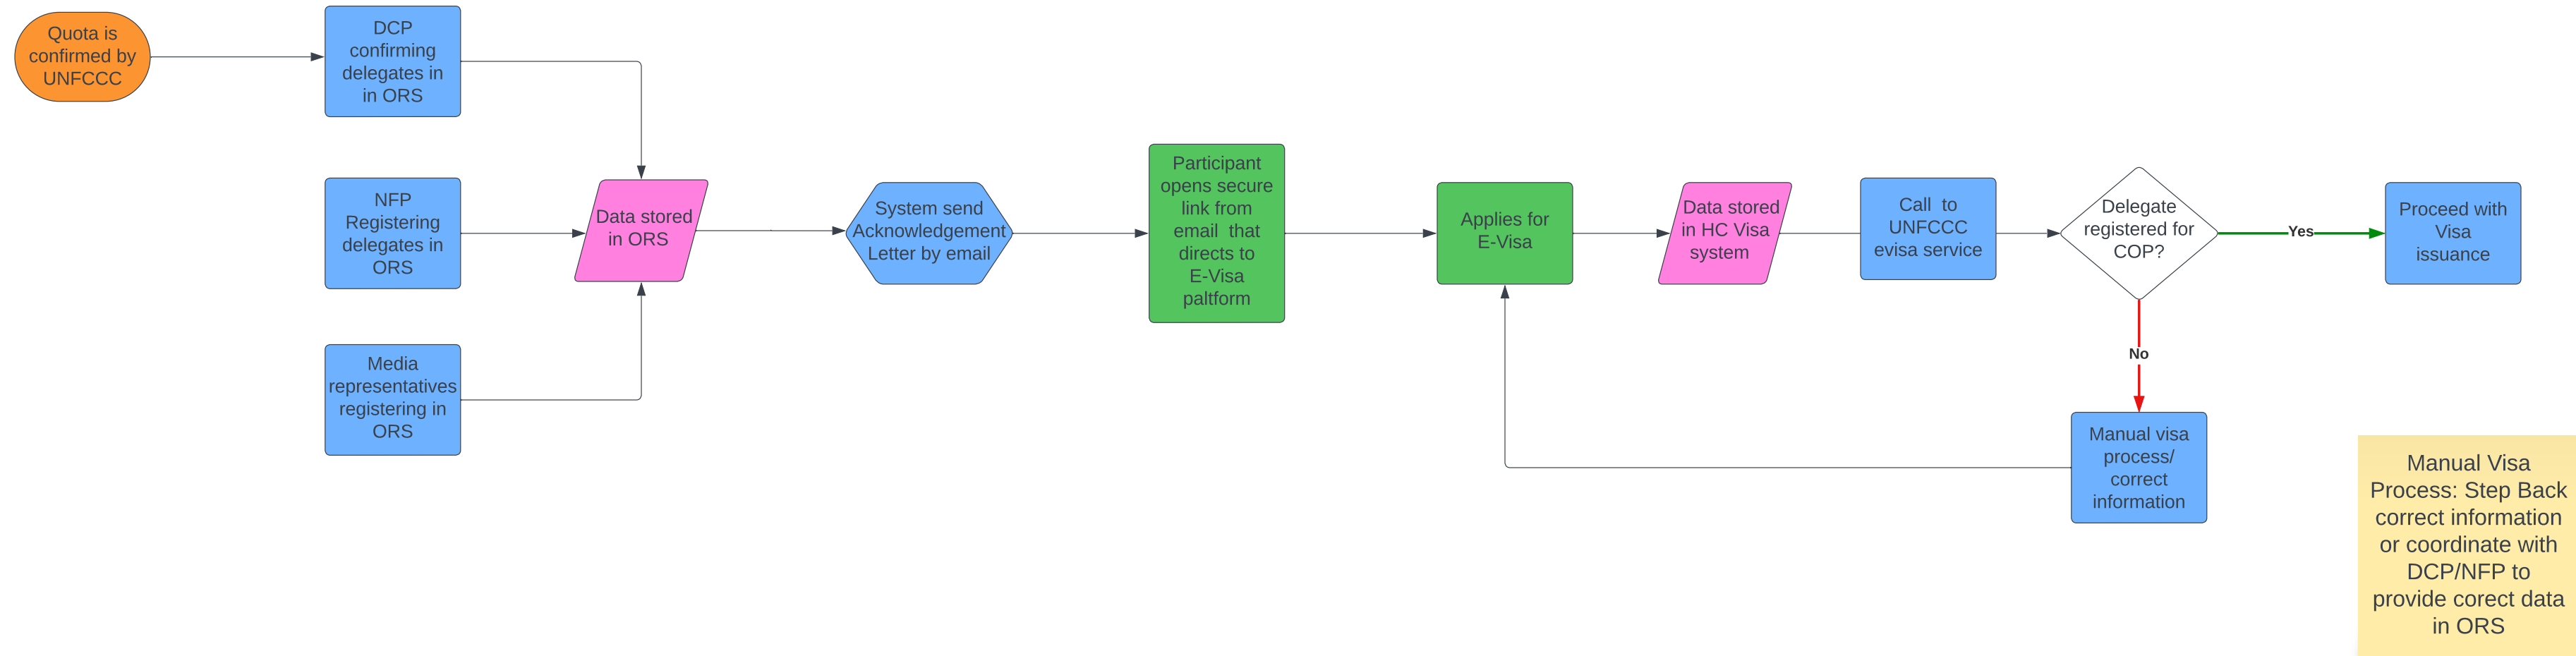 Quota is
confirmed by
UNFCCC
DCP
confirming
delegates in
in ORS
NFP
Registering
delegates in
ORS
Media
representatives
registering in
ORS
Data stored
in ORS
System send
Acknowledgement
Letter by email
Participant
opens secure
link from
email that
directs to
E-Visa
paltform
Applies for
E-Visa
Data stored
in HC Visa
system
Call to
UNFCCC
evisa service
Delegate
registered for
COP?
Yes
Proceed with
Visa
issuance
No
Manual visa
process/
correct
information
Manual Visa
Process: Step Back
correct information
or coordinate with
DCP/NFP to
provide corect data
in ORS